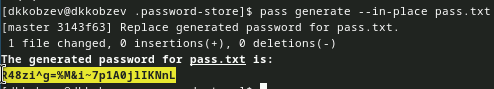 [dkkobzev@dkkobzev .password-store]$ pass generate --in-place pass.txt
[master 3143f63] Replace generated password for pass.txt.
1 file changed, 0 insertions(+), 0 deletions(-)
The generated password for pass.txt is:
R48zi^g=%M&i~7p1A0jlIKNnL